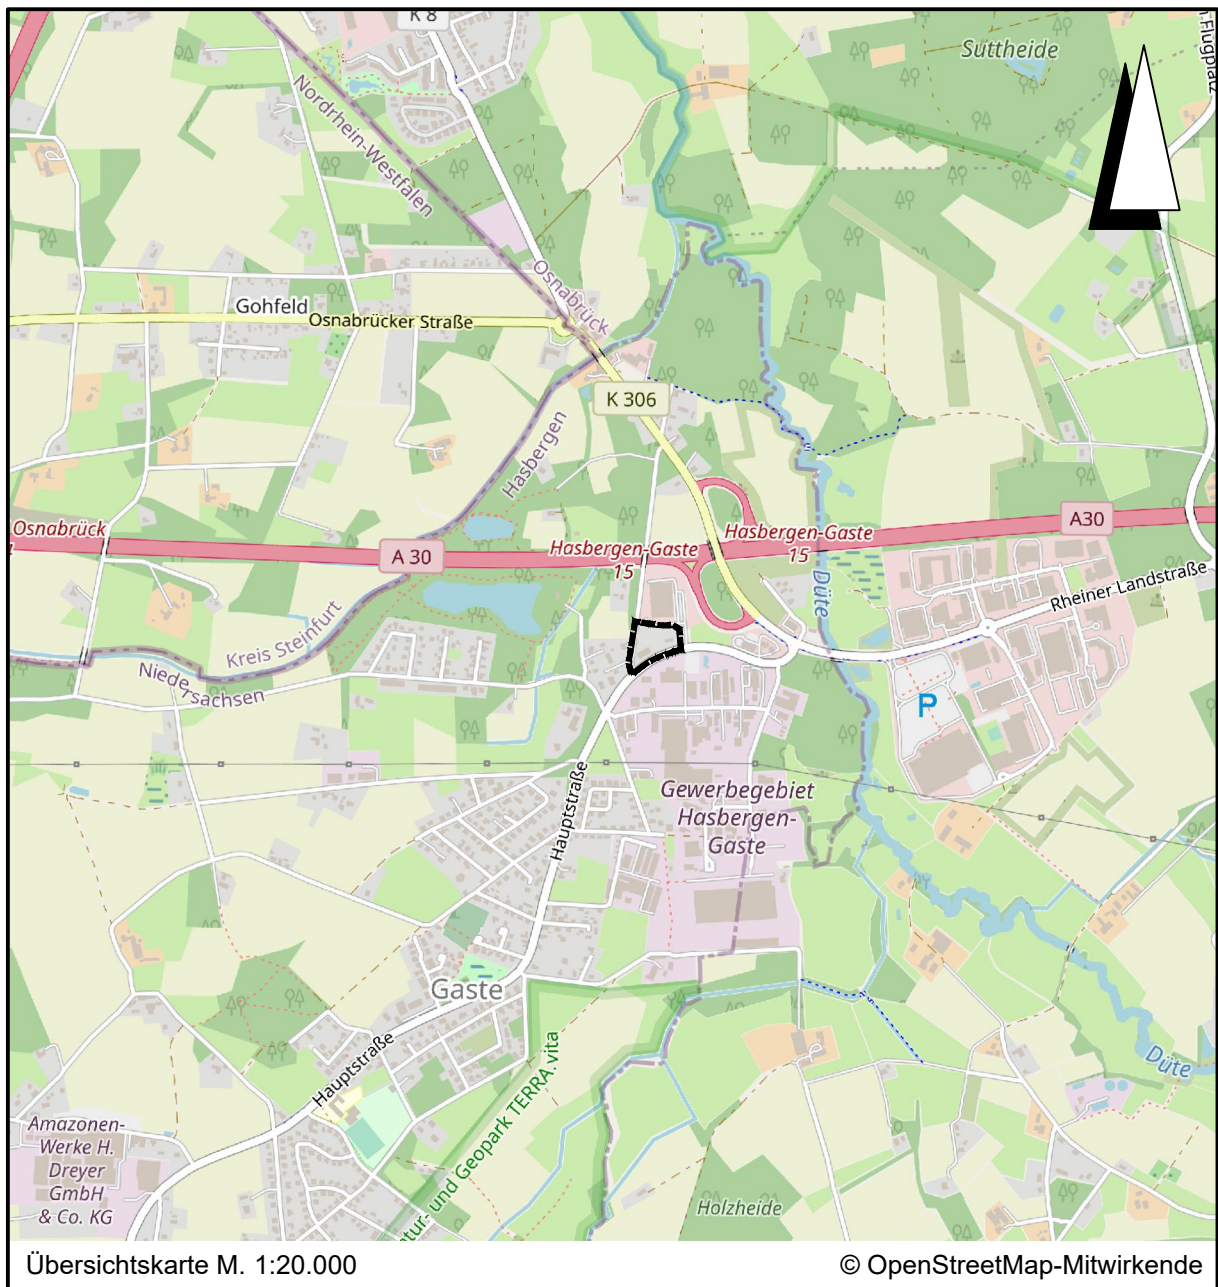 K 8
Suttheide
n Flugplatz
Nordrhein-Westfalen
Osnabrück
Gohfeld
Osnabrücker Straße
K 306
Hasbergen
Osnabrück
A 30
Hasbergen-Gaste
15
Hasbergen-Gaste
15
A30
Düte
Rheiner Landstraße
Kreis Steinfurt
Niedersachsen
P
Hauptstraße
Gewerbegebiet
Hasbergen-
Gaste
Gaste
Hauptstraße
Düte
Amazonen-
Werke H.
Dreyer
GmbH
& Co. KG
atur- und Geopark TERRA.vita
Holzheide
Übersichtskarte M. 1:20.000
© OpenStreetMap-Mitwirkende